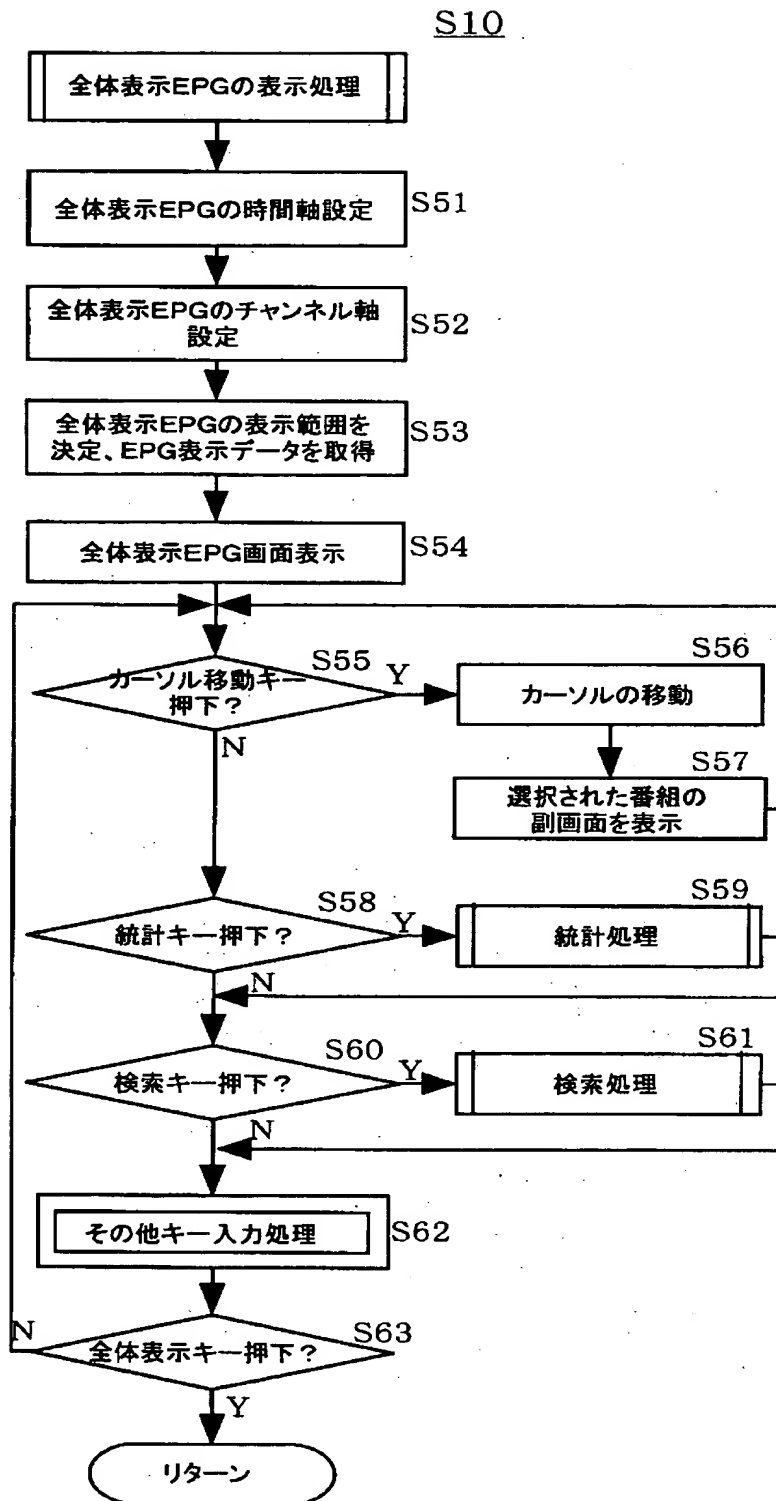 S10
全体表示EPGの表示処理
全体表示EPGの時間軸設定
S51
全体表示EPGのチャンネル軸
設定
S52
全体表示EPGの表示範囲を
決定、EPG表示データを取得
S53
全体表示EPG画面表示
S54
カーソル移動キー
押下?
S55
Y
N
カーソルの移動
S56
選択された番組の
副画面を表示
S57
統計キー押下?
S58
Y
N
統計処理
S59
検索キー押下?
S60
Y
N
検索処理
S61
その他キー入力処理
S62
全体表示キー押下?
S63
N
Y
リターン